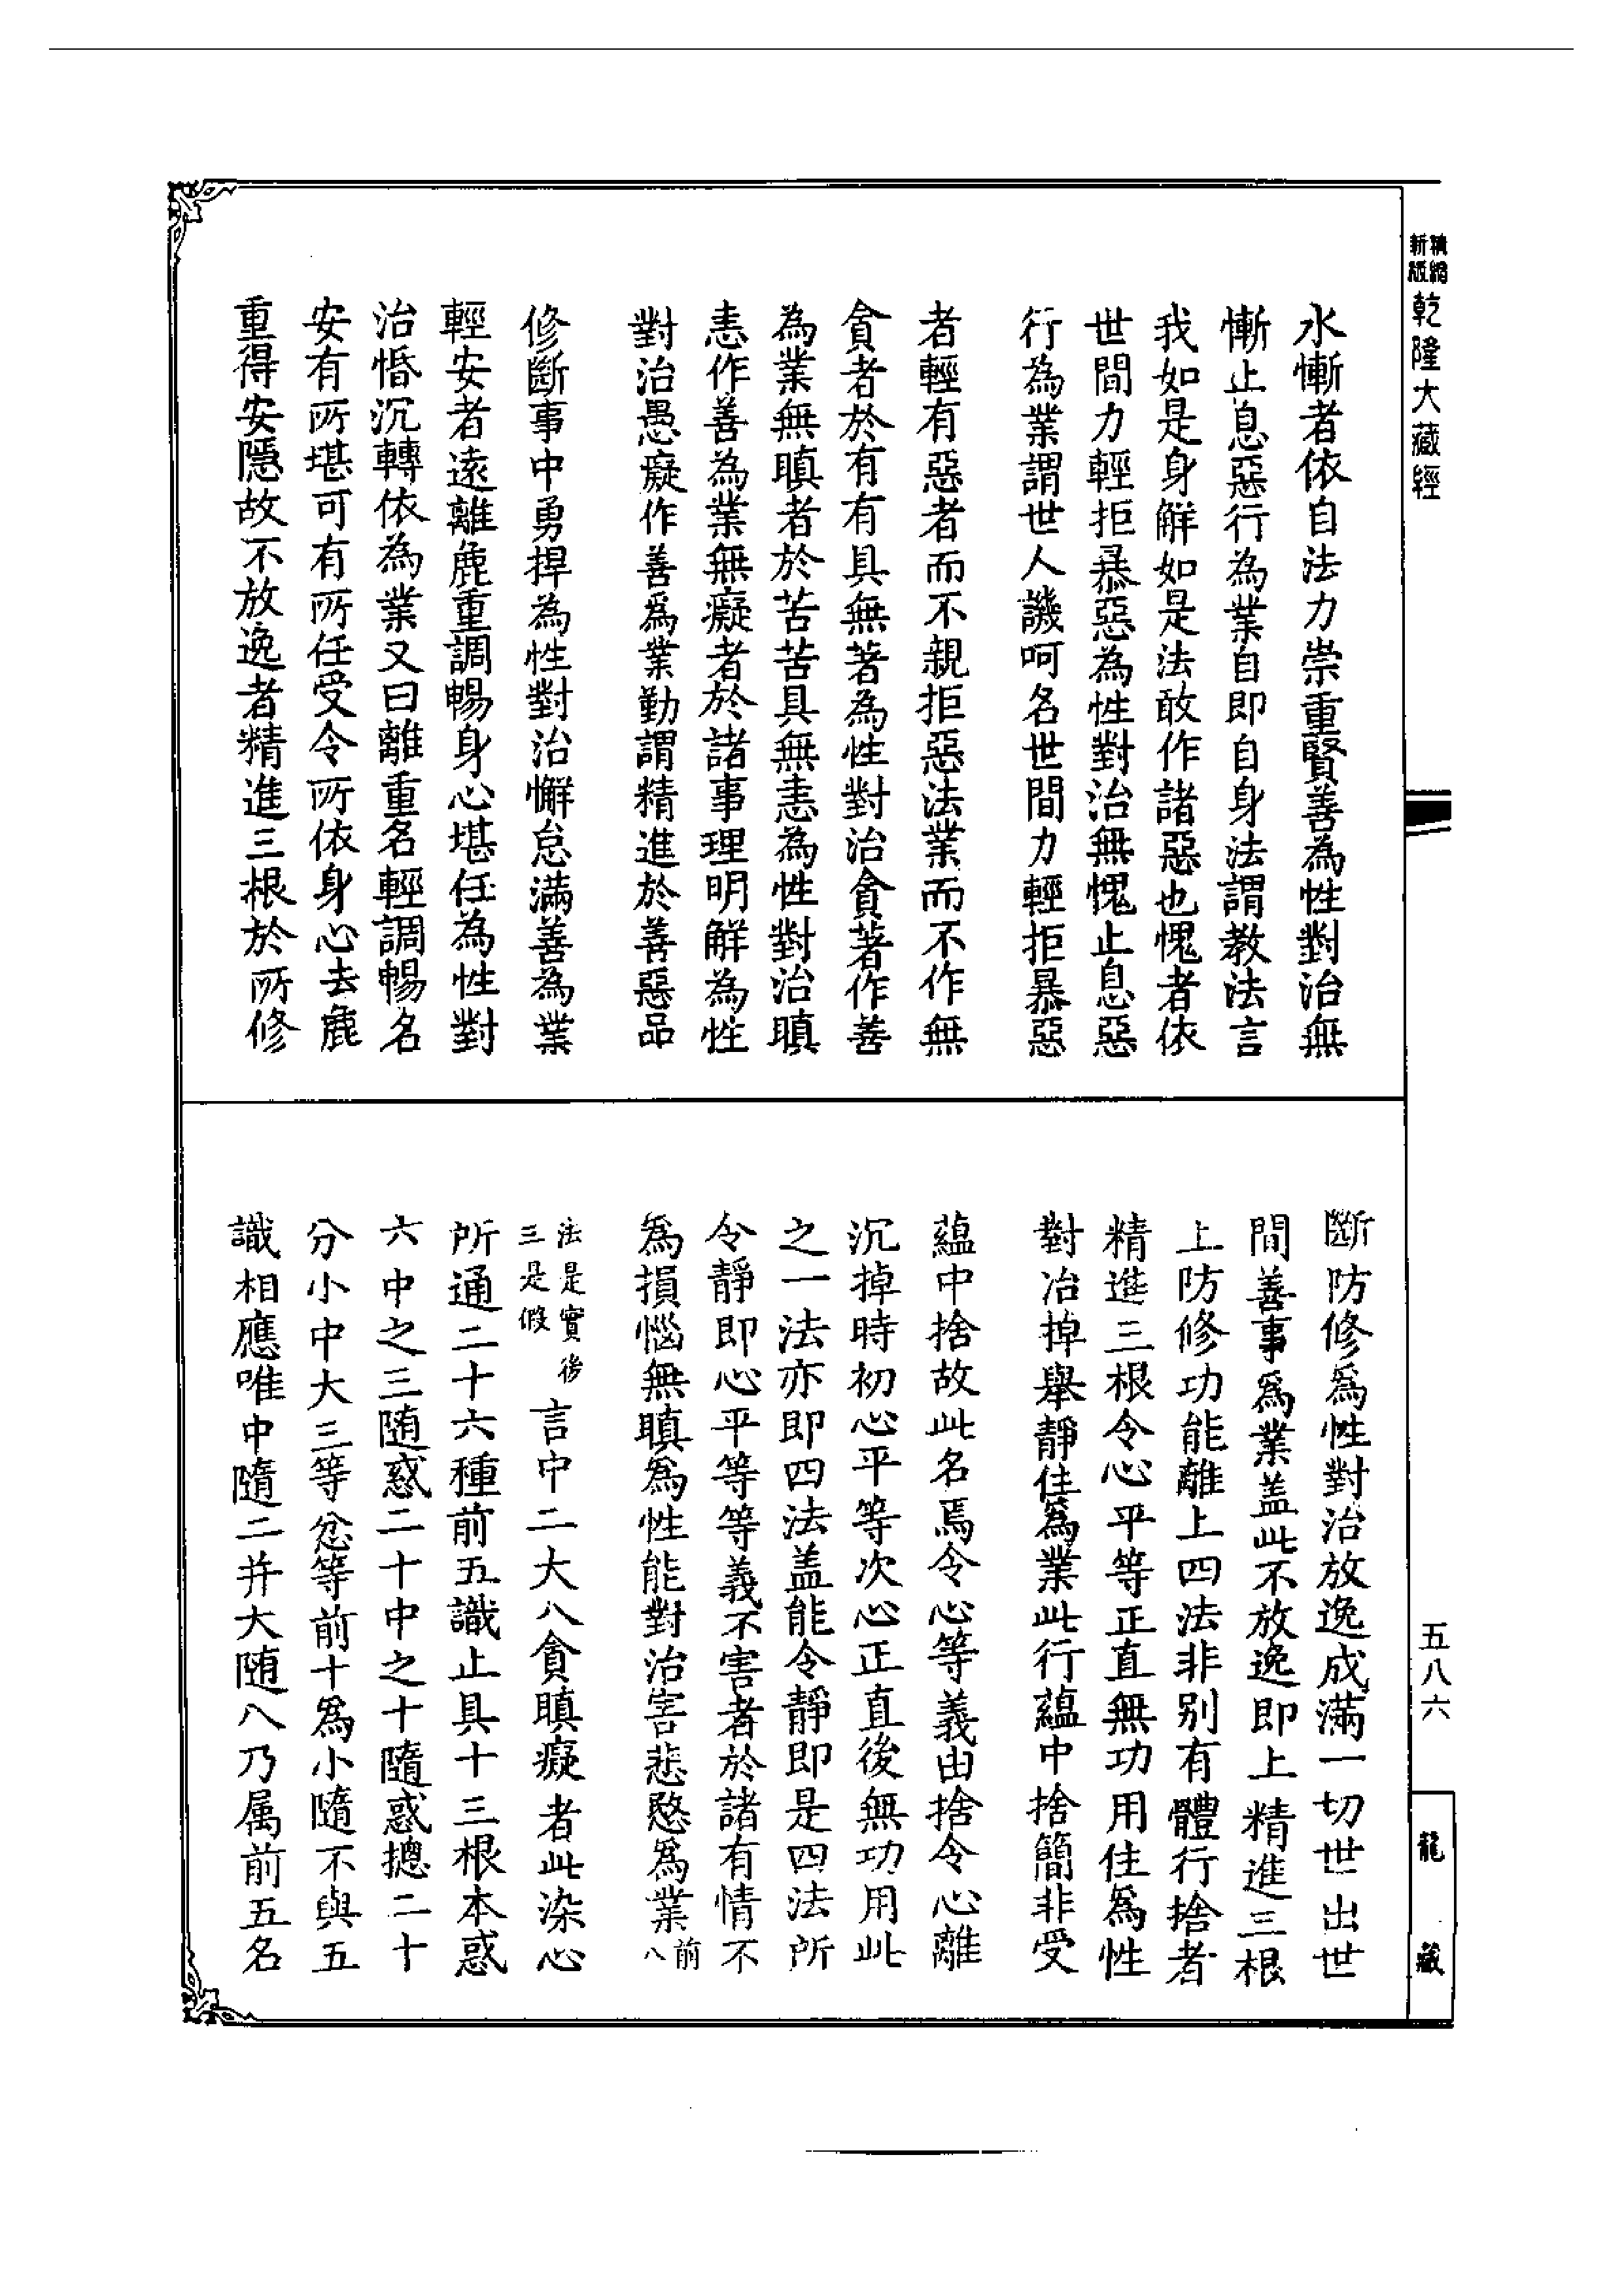 新版精編
乾隆大藏經
水慚者依自法力崇重賢善為性對治無
慚止息惡行為業自即自身法謂教法言
我如是身解如是法敢作諸惡也愧者依
世間力輕拒暴惡為性對治無愧止息惡
行為業謂世人譏呵名世間力輕拒暴惡
者輕有惡者而不親拒惡法業而不作無
貪者於有有具無著為性對治貪著作善
為業無瞋者於苦苦具無恚為性對治瞋
恚作善為業無癡者於諸事理明解為性
對治愚癡作善爲業勤謂精進於善惡品
修斷事中勇捍為性對治懈怠滿善為業
輕安者遠離麁重調暢身心堪任為性對
治惛沉轉依為業又曰離重名輕調暢名
安有所堪可有所任受令所依身心去麁
重得安隱故不放逸者精進三根於所修
斷防修爲性對治放逸成滿一切世出世
間善事爲業盖此不放逸即上精進三根
上防修功能離上四法非别有體行捨者
精進三根令心平等正直無功用住爲性
對治掉舉靜住爲業此行蘊中捨簡非受
蘊中捨故此名焉令心等義由捨令心離
沉掉時初心平等次心正直後無功用此
之一法亦即四法盖能令靜即是四法所
令靜即心平等等義不害者於諸有情不
爲損惱無瞋爲性能對治害悲愍爲業前八
法是實後三是假言中二大八貪瞋癡者此染心
所通二十六種前五識止具十三根本惑
六中之三随惑二十中之十隨惑摠二十
分小中大三等忿等前十爲小隨不與五
識相應唯中隨二并大随八乃属前五名
五八六
龍藏